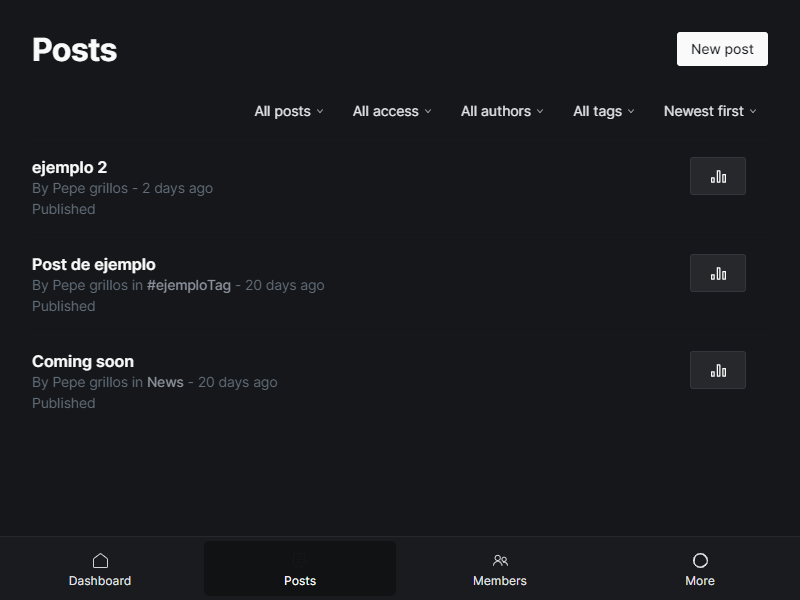 Posts
New post
All posts
All access
All authors
All tags
Newest first
ejemplo 2
By Pepe grillos - 2 days ago
Published
Post de ejemplo
By Pepe grillos in #ejemploTag - 20 days ago
Published
Coming soon
By Pepe grillos in News - 20 days ago
Published
Dashboard
Posts
Members
More